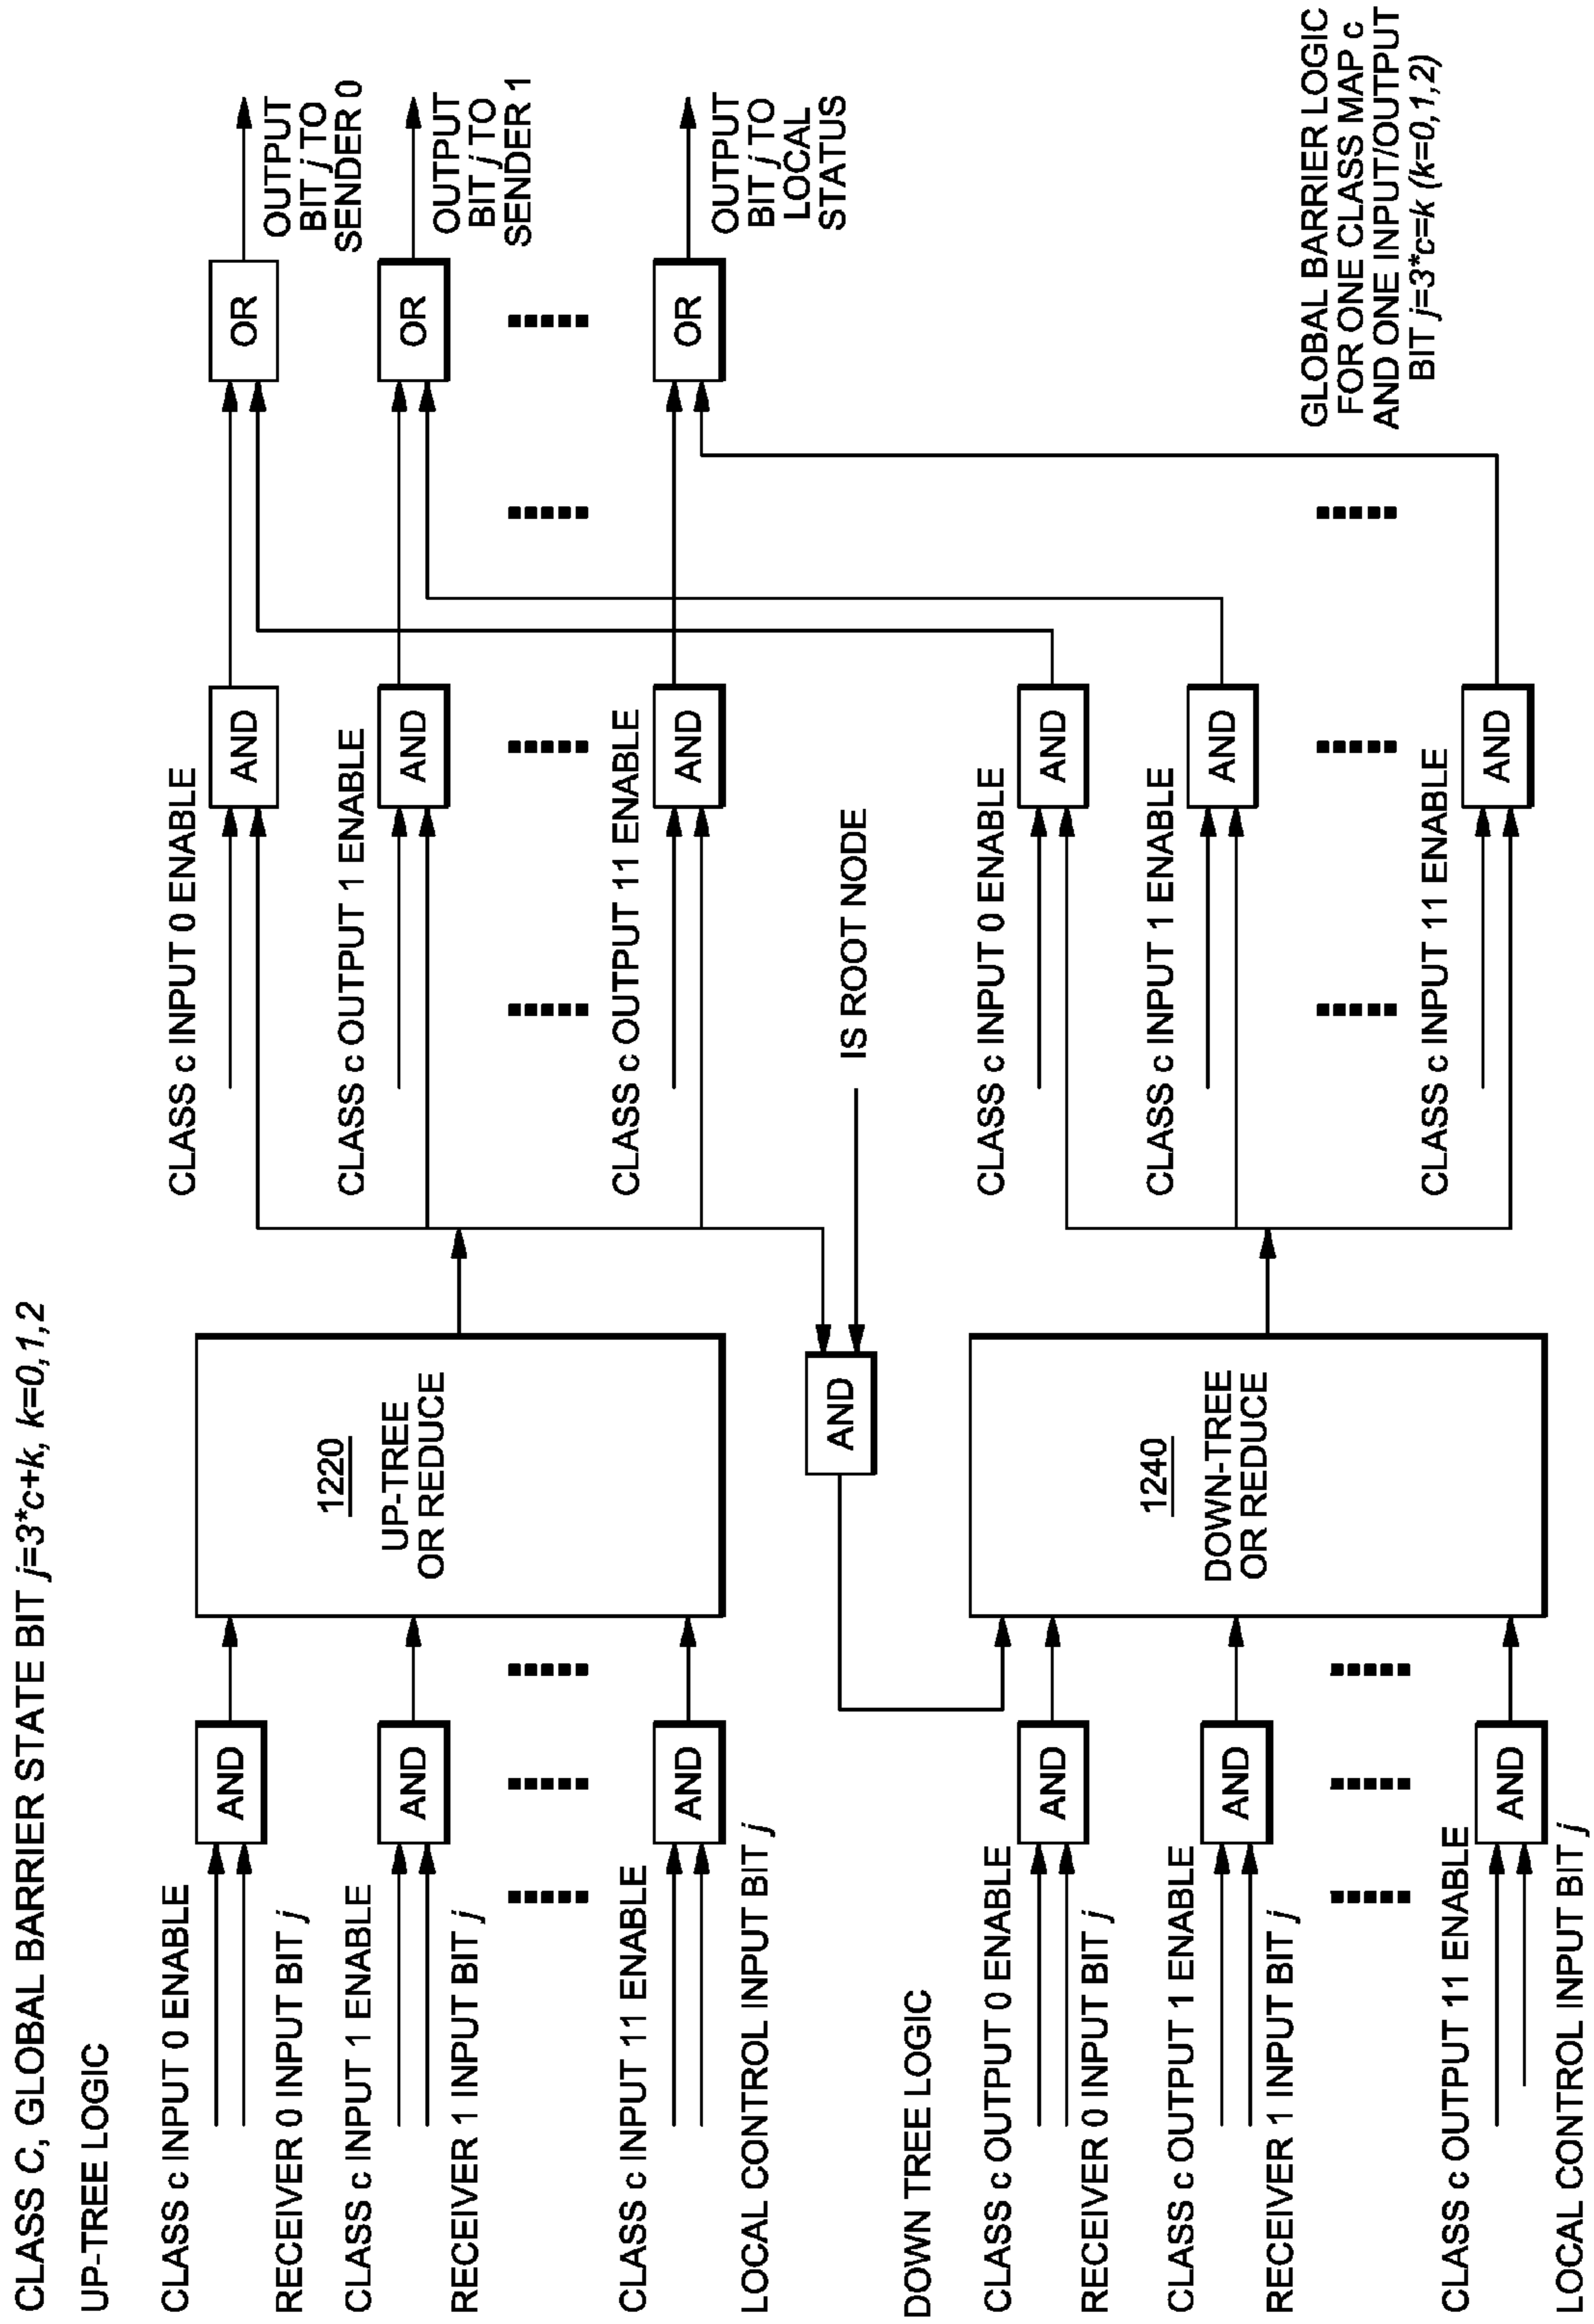 CLASS C, GLOBAL BARRIER STATE BIT j=3*c+k, k=0,1,2
UP-TREE LOGIC
CLASS c INPUT 0 ENABLE
RECEIVER 0 INPUT BIT j
AND
CLASS c INPUT 1 ENABLE
RECEIVER 1 INPUT BIT j
AND
CLASS c INPUT 11 ENABLE
LOCAL CONTROL INPUT BIT j
AND
1220
UP-TREE
OR REDUCE
CLASS c INPUT 0 ENABLE
AND
CLASS c OUTPUT 1 ENABLE
AND
CLASS c OUTPUT 11 ENABLE
AND
OR
OUTPUT
BIT j TO
SENDER 0
OR
OUTPUT
BIT j TO
SENDER 1
OR
OUTPUT
BIT j TO
LOCAL
STATUS
AND
IS ROOT NODE
DOWN TREE LOGIC
CLASS c OUTPUT 0 ENABLE
RECEIVER 0 INPUT BIT j
AND
CLASS c OUTPUT 1 ENABLE
RECEIVER 1 INPUT BIT j
AND
CLASS c OUTPUT 11 ENABLE
LOCAL CONTROL INPUT BIT j
AND
1240
DOWN-TREE
OR REDUCE
CLASS c INPUT 0 ENABLE
AND
CLASS c INPUT 1 ENABLE
AND
CLASS c INPUT 11 ENABLE
AND
GLOBAL BARRIER LOGIC
FOR ONE CLASS MAP c
AND ONE INPUT/OUTPUT
BIT j=3*c=k (k=0,1,2)